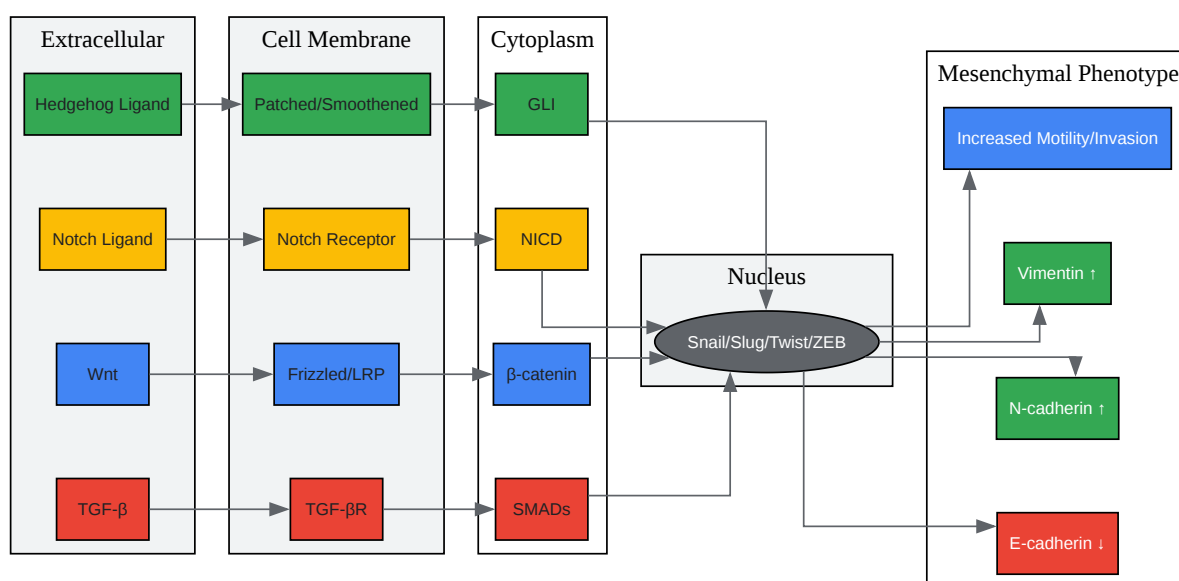 Extracellular
Cell Membrane
Cytoplasm
Mesenchymal Phenotype
Hedgehog Ligand
Patched/Smoothened
GLI
Increased Motility/Invasion
Notch Ligand
Notch Receptor
NICD
Nucleus
Vimentin ↑
Snail/Slug/Twist/ZEB
Wnt
Frizzled/LRP
β-catenin
N-cadherin ↑
TGF-β
TGF-βR
SMADs
E-cadherin ↓